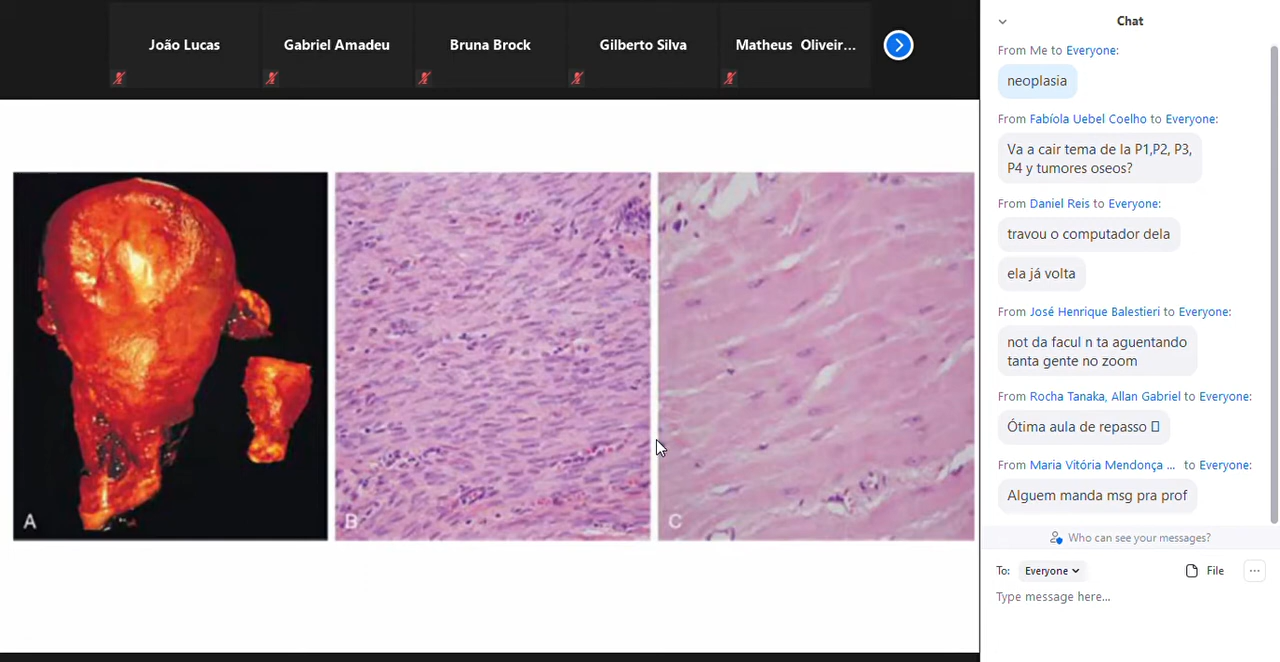 João Lucas
Gabriel Amadeu
Bruna Brock
Gilberto Silva
Matheus Oliveir...
Chat
From Me to Everyone:
neoplasia
From Fabíola Uebel Coelho to Everyone:
Va a cair tema de la P1,P2, P3,
P4 y tumores oseos?
From Daniel Reis to Everyone:
travou o computador dela
ela já volta
From José Henrique Balestieri to Everyone:
not da facul n ta aguentando
tanta gente no zoom
From Rocha Tanaka, Allan Gabriel to Everyone:
Ótima aula de repasso
From Maria Vitória Mendonça ... to Everyone:
Alguem manda msg pra prof
Who can see your messages?
To: Everyone
File
...
Type message here...
A
B
C